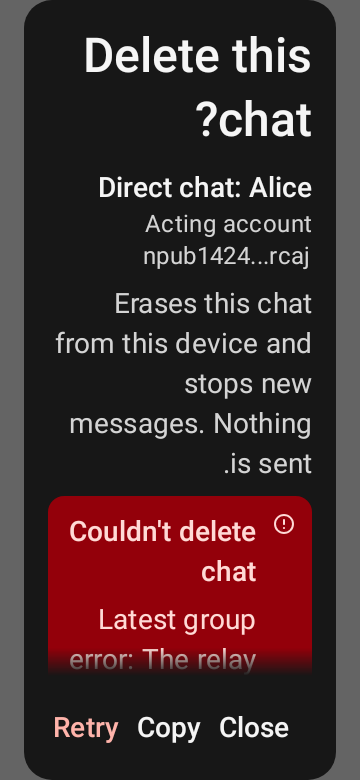 Delete this
?chat
Direct chat: Alice
Acting account
npub1424...rcaj
Erases this chat
from this device and
stops new
messages. Nothing
.is sent
Couldn't delete
chat
Latest group
error: The relay
Retry Copy Close